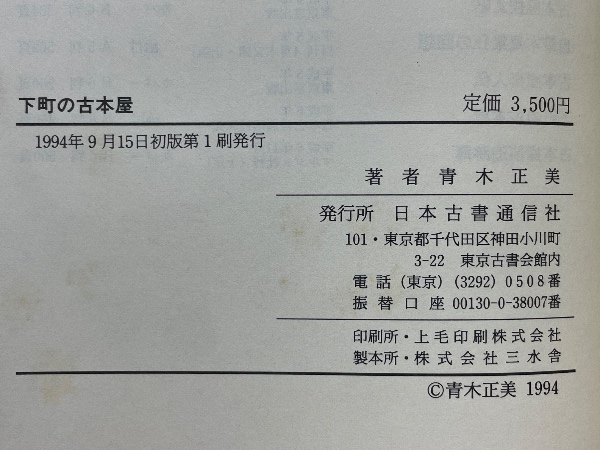 下町の古本屋
定価 3,500円
1994年9月15日初版第1刷発行
著者 青木正美
発行所 日本古書通信社
101・東京都千代田区神田小川町
3-22 東京古書会館内
電話(東京)(3292)0508番
振替口座 00130-0-38007番
印刷所・上毛印刷株式会社
製本所・株式会社三水舎
©青木正美 1994